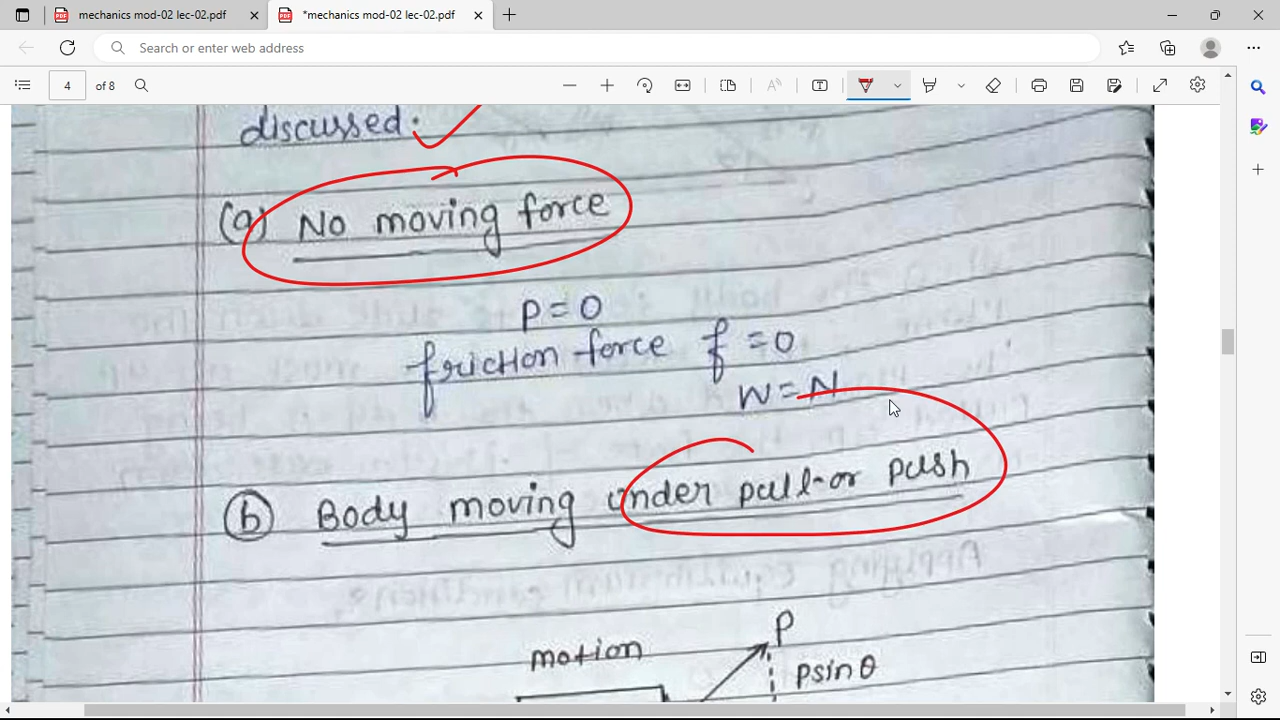 mechanics mod-02 lec-02.pdf
*mechanics mod-02 lec-02.pdf
Search or enter web address
4 of 8
discussed.
(a) No moving force
P=0
friction force f=0
W=N
(b) Body moving under pull-or push
motion
P
psinθ